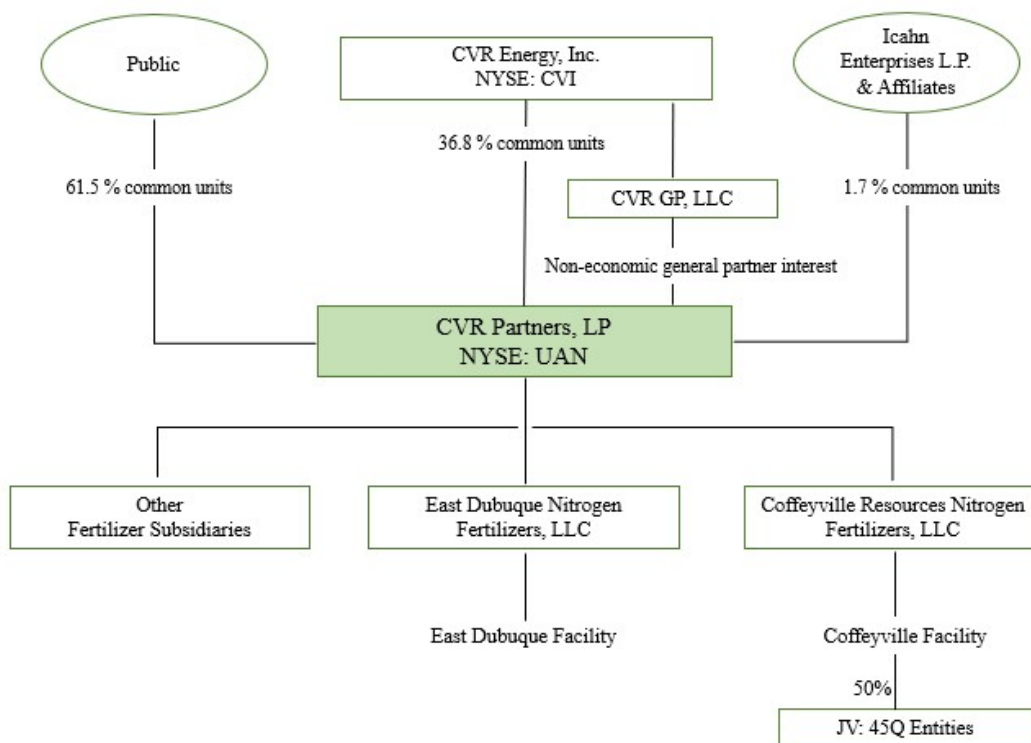 Public
CVR Energy, Inc.
NYSE: CVI
Icahn
Enterprises L.P.
& Affiliates
36.8 % common units
61.5 % common units
CVR GP, LLC
1.7 % common units
Non-economic general partner interest
CVR Partners, LP
NYSE: UAN
Other
Fertilizer Subsidiaries
East Dubuque Nitrogen
Fertilizers, LLC
Coffeyville Resources Nitrogen
Fertilizers, LLC
East Dubuque Facility
Coffeyville Facility
50%
JV: 45Q Entities